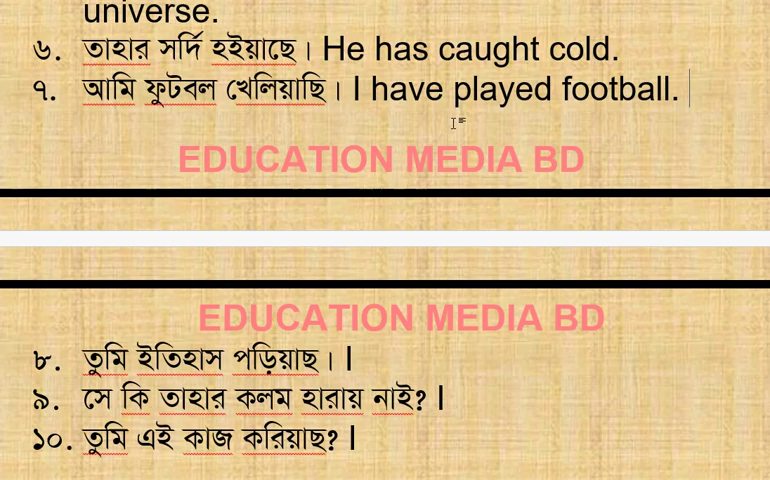 universe.
৬. তাহার সর্দি হইয়াছে। He has caught cold.
৭. আমি ফুটবল খেলিয়াছি। I have played football.
EDUCATION MEDIA BD
EDUCATION MEDIA BD
৮. তুমি ইতিহাস পড়িয়াছ। I
৯. সে কি তাহার কলম হারায় নাই? I
১০. তুমি এই কাজ করিয়াছ? I